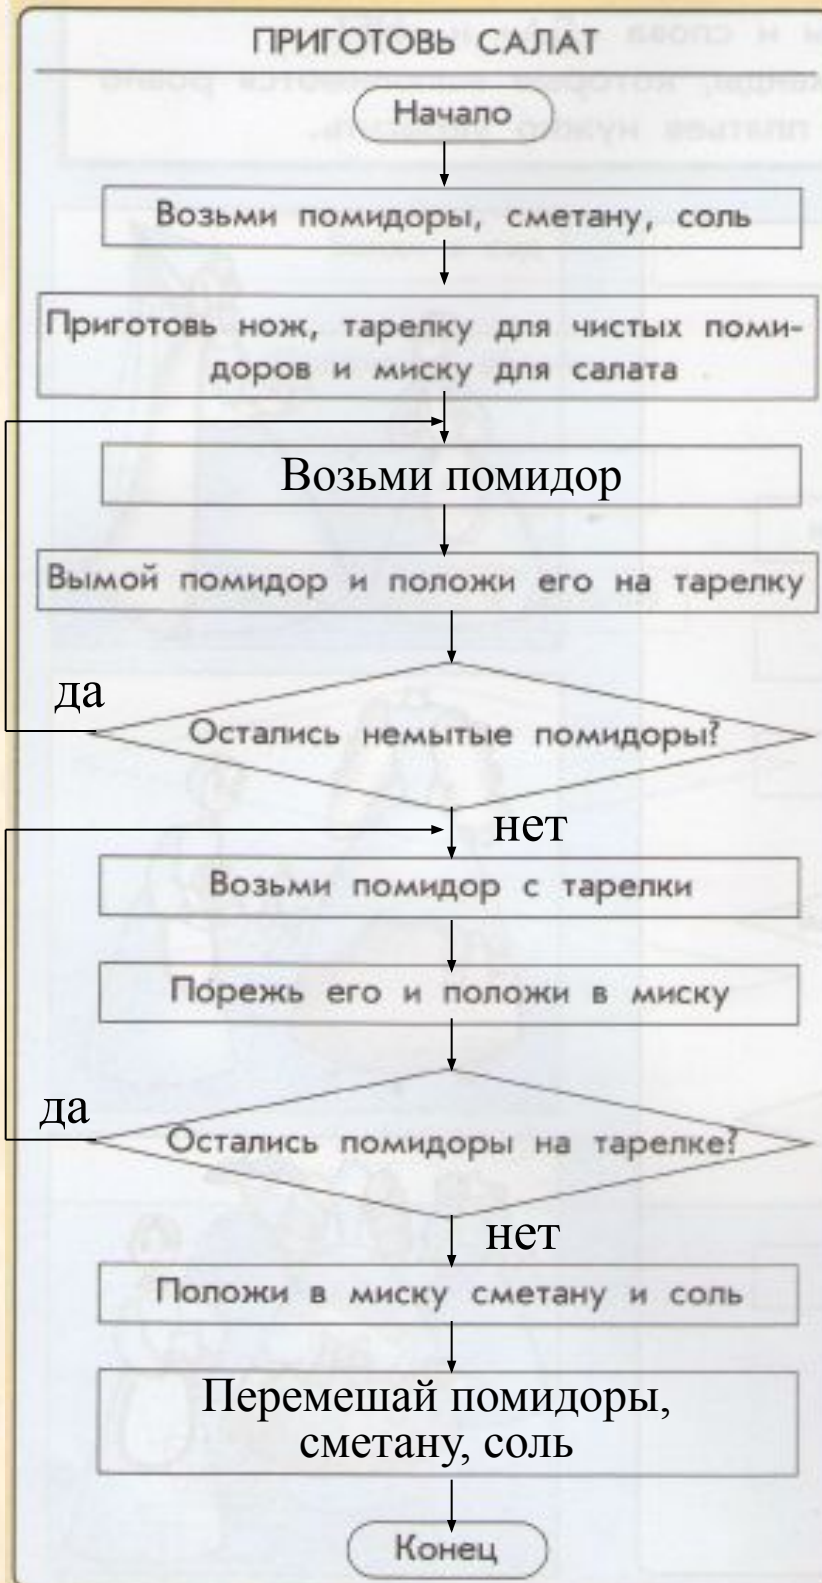 ПРИГОТОВЬ САЛАТ
Начало
Возьми помидоры, сметану, соль
Приготовь нож, тарелку для чистых поми-
доров и миску для салата
Возьми помидор
Вымой помидор и положи его на тарелку
да
Остались немытые помидоры?
нет
Возьми помидор с тарелки
Порежь его и положи в миску
да
Остались помидоры на тарелке?
нет
Положи в миску сметану и соль
Перемешай помидоры,
сметану, соль
Конец